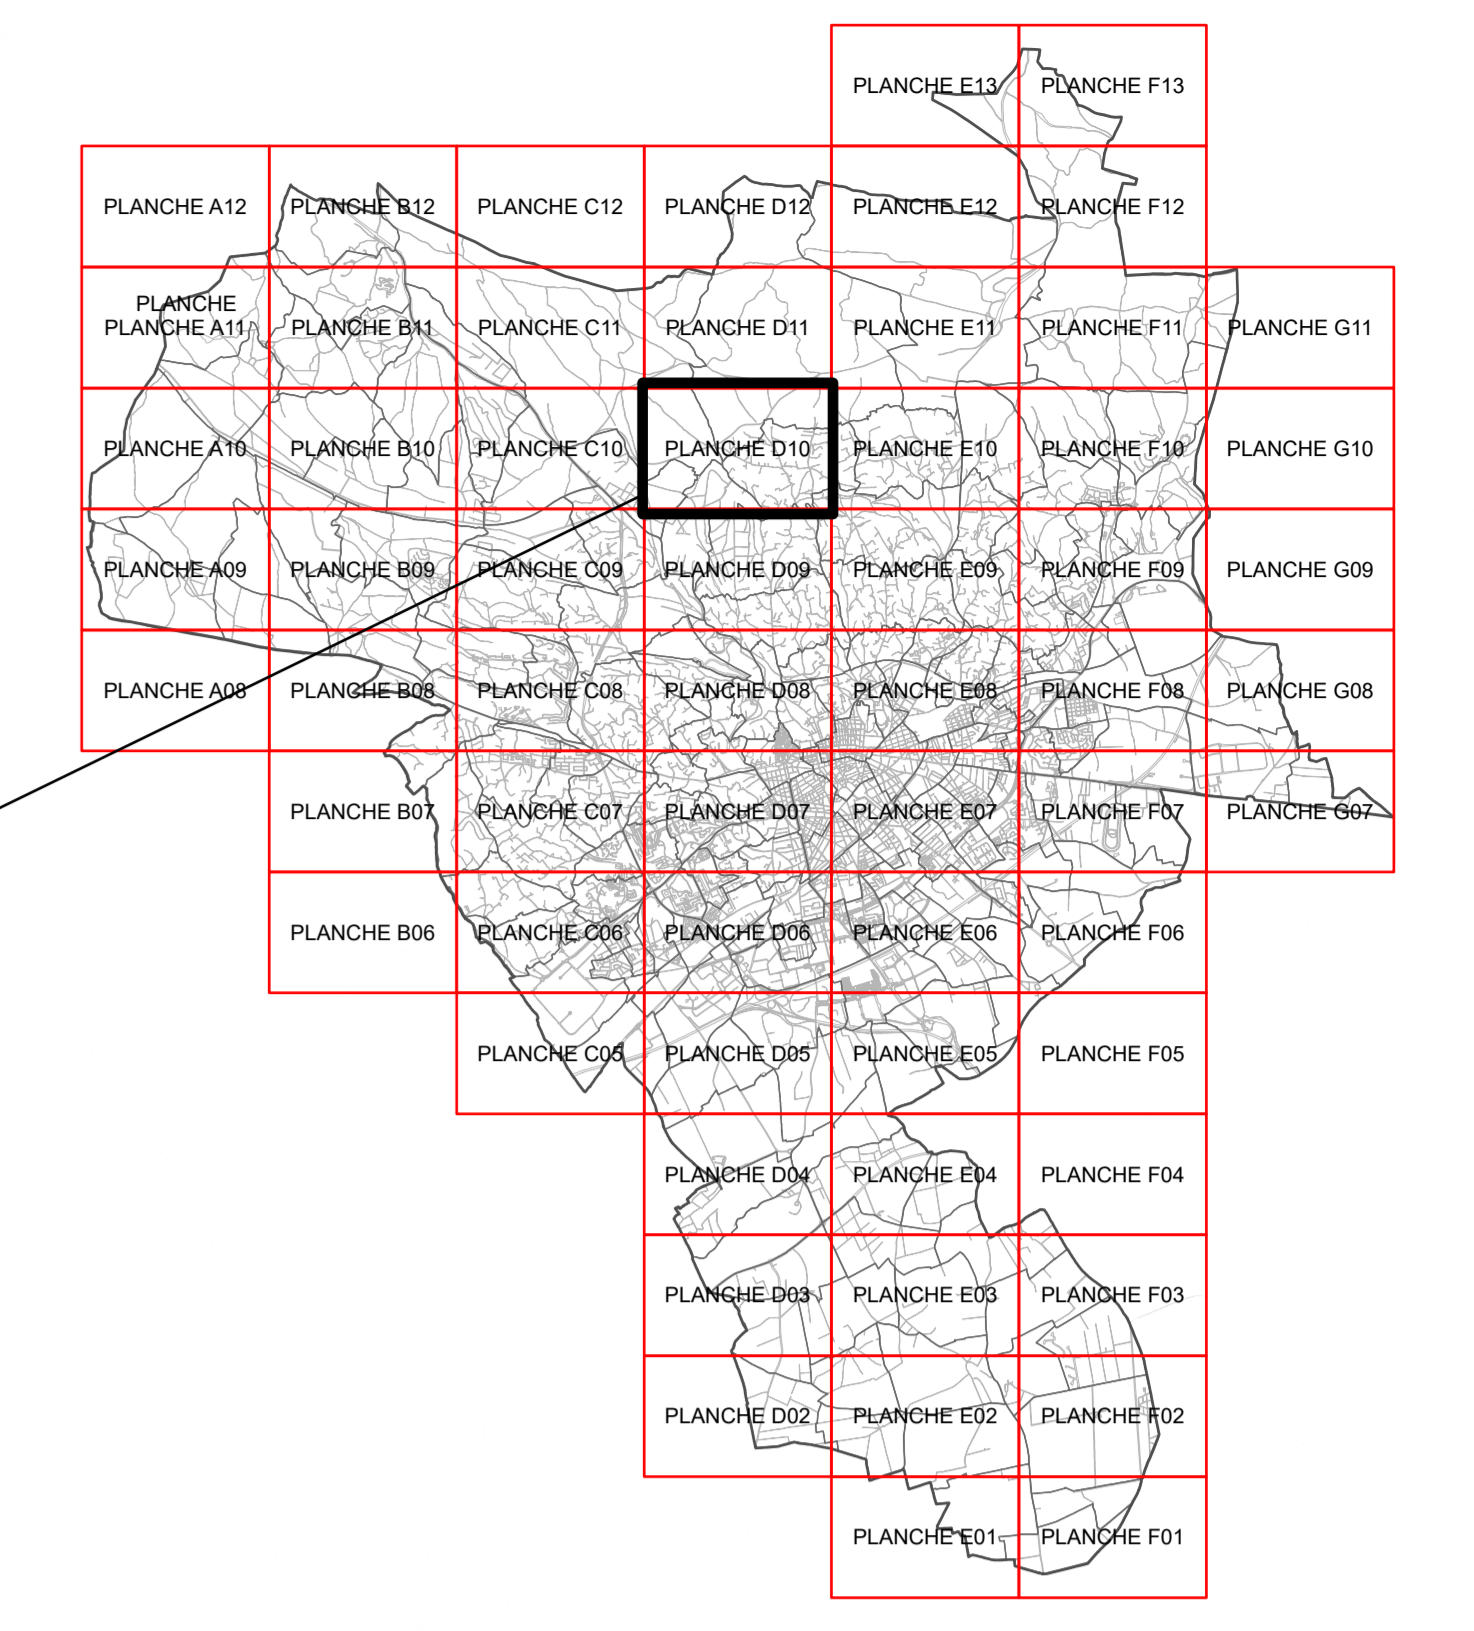 PLANCHE E13
PLANCHE F13
PLANCHE A12
PLANCHE B12
PLANCHE C12
PLANCHE D12
PLANCHE E12
PLANCHE F12
PLANCHE
PLANCHE A11
PLANCHE B11
PLANCHE C11
PLANCHE D11
PLANCHE E11
PLANCHE F11
PLANCHE G11
PLANCHE A10
PLANCHE B10
PLANCHE C10
PLANCHE D10
PLANCHE E10
PLANCHE F10
PLANCHE G10
PLANCHE A09
PLANCHE B09
PLANCHE C09
PLANCHE D09
PLANCHE E09
PLANCHE F09
PLANCHE G09
PLANCHE A08
PLANCHE B08
PLANCHE C08
PLANCHE D08
PLANCHE E08
PLANCHE F08
PLANCHE G08
PLANCHE B07
PLANCHE C07
PLANCHE D07
PLANCHE E07
PLANCHE F07
PLANCHE G07
PLANCHE B06
PLANCHE C06
PLANCHE D06
PLANCHE E06
PLANCHE F06
PLANCHE C05
PLANCHE D05
PLANCHE E05
PLANCHE F05
PLANCHE D04
PLANCHE E04
PLANCHE F04
PLANCHE D03
PLANCHE E03
PLANCHE F03
PLANCHE D02
PLANCHE E02
PLANCHE F02
PLANCHE E01
PLANCHE F01